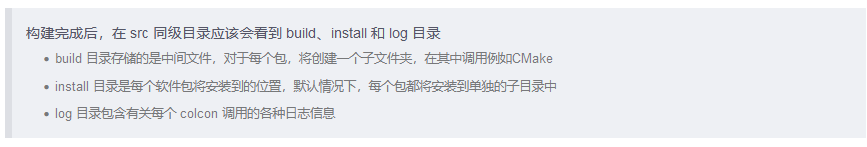 构建完成后，在 src 同级目录应该会看到 build、install 和 log 目录
• build 目录存储的是中间文件，对于每个包，将创建一个子文件夹，在其中调用例如CMake
• install 目录是每个软件包将安装到的位置，默认情况下，每个包都将安装到单独的子目录中
• log 目录包含有关每个 colcon 调用的各种日志信息